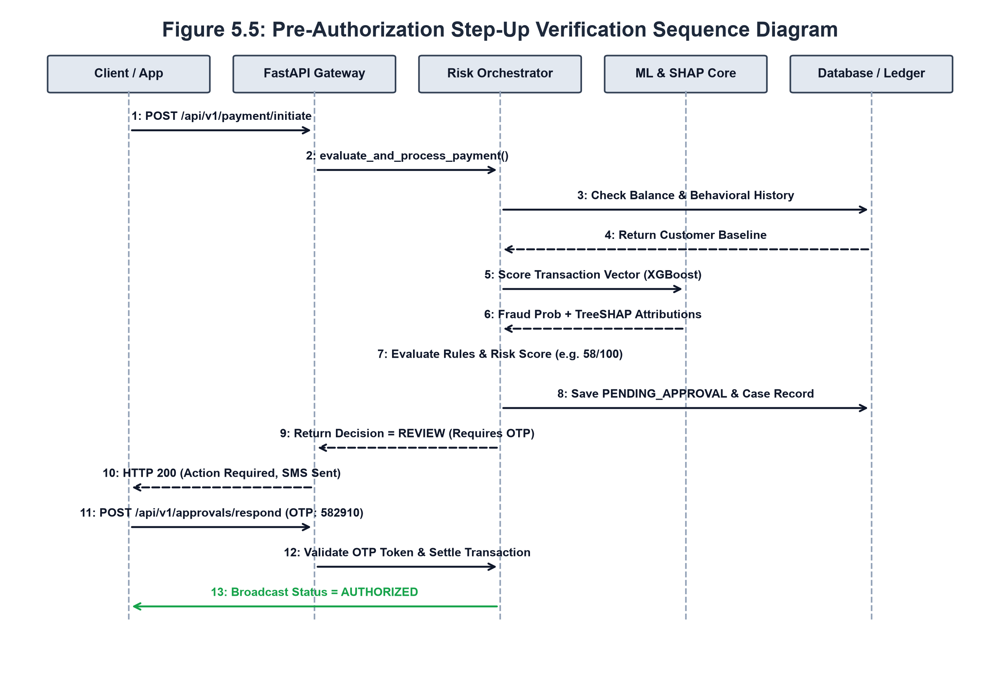 Figure 5.5: Pre-Authorization Step-Up Verification Sequence Diagram
Client / App
FastAPI Gateway
Risk Orchestrator
ML & SHAP Core
Database / Ledger
1: POST /api/v1/payment/initiate
2: evaluate_and_process_payment()
3: Check Balance & Behavioral History
4: Return Customer Baseline
5: Score Transaction Vector (XGBoost)
6: Fraud Prob + TreeSHAP Attributions
7: Evaluate Rules & Risk Score (e.g. 58/100)
8: Save PENDING_APPROVAL & Case Record
9: Return Decision = REVIEW (Requires OTP)
10: HTTP 200 (Action Required, SMS Sent)
11: POST /api/v1/approvals/respond (OTP: 582910)
12: Validate OTP Token & Settle Transaction
13: Broadcast Status = AUTHORIZED